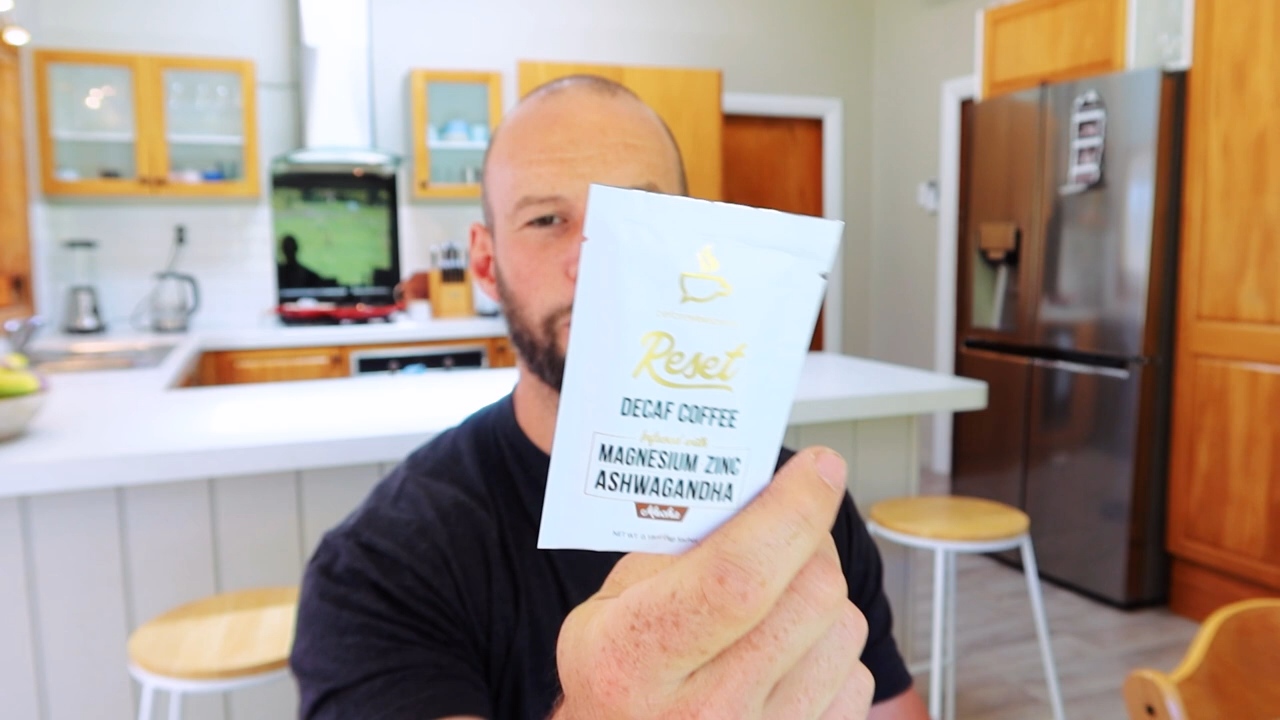 Reset
DECAF COFFEE
Infused with
MAGNESIUM ZINC
ASHWAGANDHA
Mocha